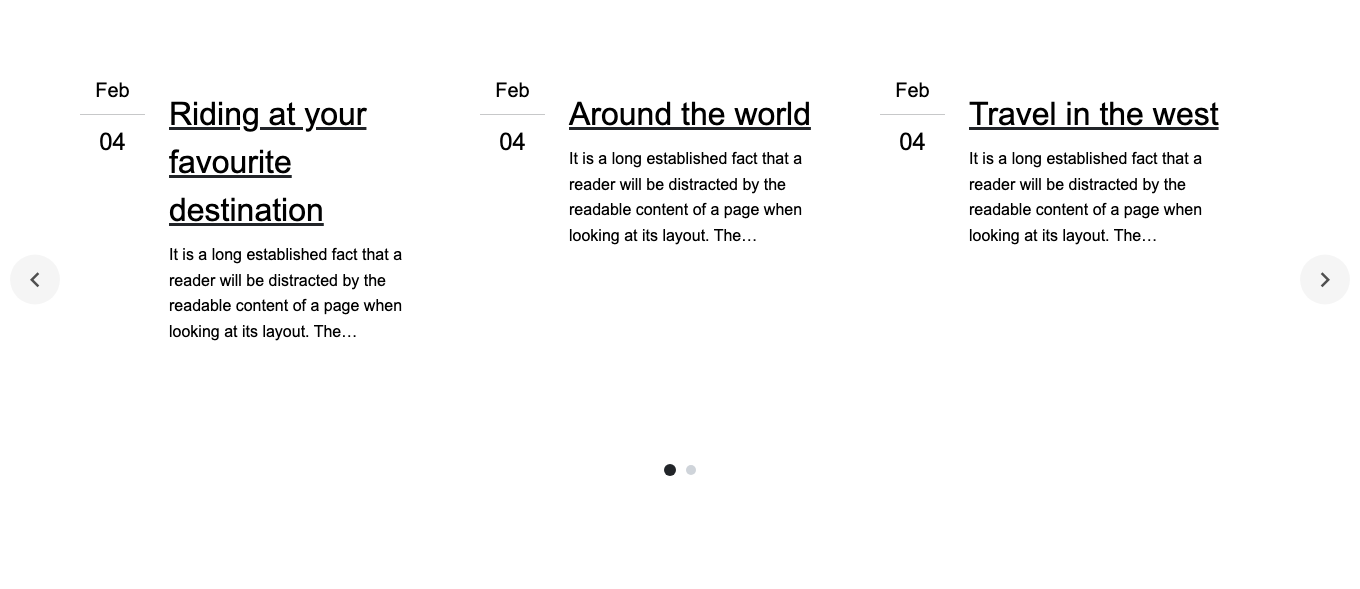 Feb
04
Riding at your
favourite
destination
It is a long established fact that a
reader will be distracted by the
readable content of a page when
looking at its layout. The…
Feb
04
Around the world
It is a long established fact that a
reader will be distracted by the
readable content of a page when
looking at its layout. The…
Feb
04
Travel in the west
It is a long established fact that a
reader will be distracted by the
readable content of a page when
looking at its layout. The…